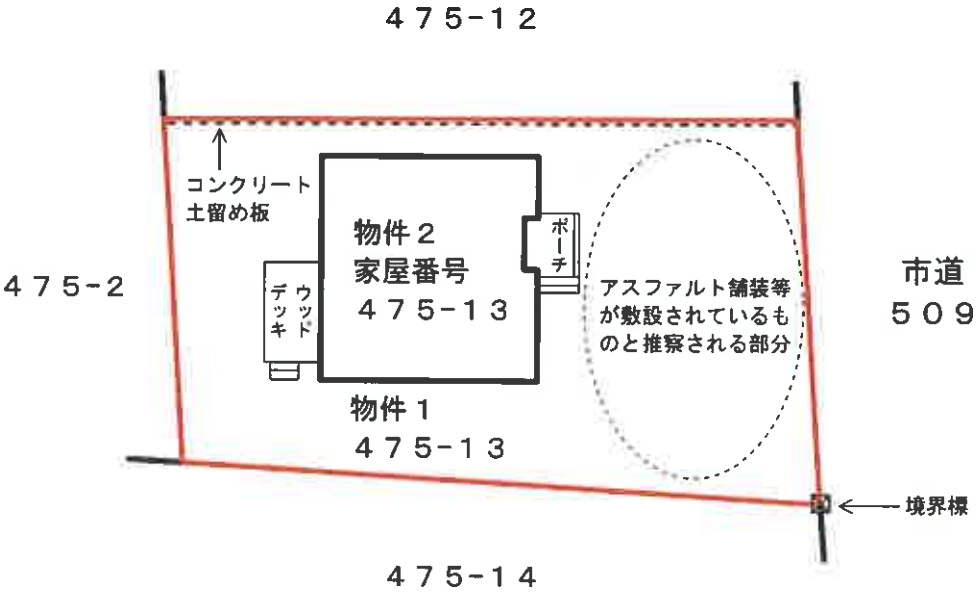 ４７５-１２
コンクリート
土留め板
物件２
家屋番号
４７５-１３
ポーチ
ウッド
デッキ
４７５-２
アスファルト舗装等
が敷設されているも
のと推察される部分
市道
５０９
物件１
４７５-１３
境界標
４７５-１４